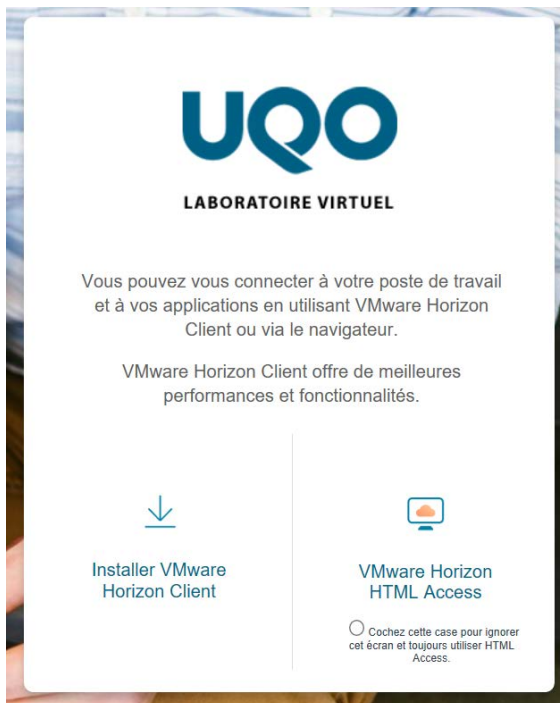 UQO
LABORATOIRE VIRTUEL
Vous pouvez vous connecter à votre poste de travail
et à vos applications en utilisant VMware Horizon
Client ou via le navigateur.
VMware Horizon Client offre de meilleures
performances et fonctionnalités.
Installer VMware
Horizon Client
VMware Horizon
HTML Access
Cochez cette case pour ignorer
cet écran et toujours utiliser HTML
Access.